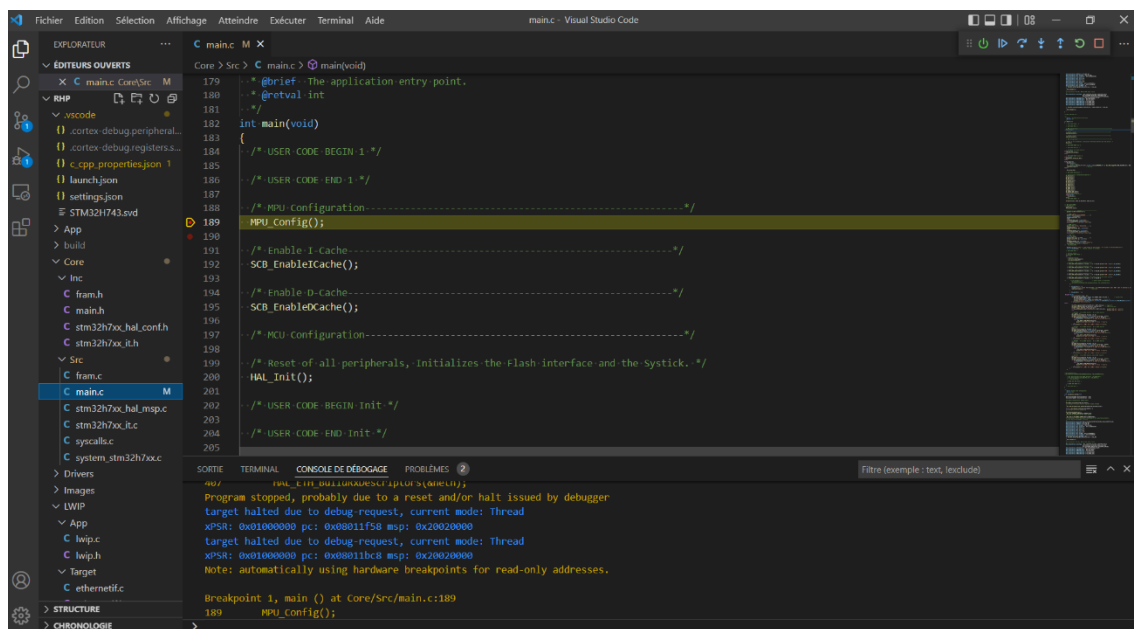 Fichier Edition Sélection Affichage Atteindre Exécuter Terminal Aide main.c - Visual Studio Code
EXPLORATEUR ···
ÉDITEURS OUVERTS
C main.c Core\Src M
RHP
.vscode
.cortex-debug.peripheral...
.cortex-debug.registers.s...
c_cpp_properties.json 1
launch.json
settings.json
STM32H743.svd
App
build
Core
Inc
C fram.h
C main.h
C stm32h7xx_hal_conf.h
C stm32h7xx_it.h
Src
C fram.c
C main.c M
C stm32h7xx_hal_msp.c
C stm32h7xx_it.c
C syscalls.c
C system_stm32h7xx.c
Drivers
Images
LWIP
App
C lwip.c
C lwip.h
Target
C ethernetif.c
STRUCTURE
CHRONOLOGIE
C main.c M
Core > Src > C main.c > main(void)
179 * @brief The application entry point.
180 * @retval int
181 */
182 int main(void)
183 {
184 /* USER CODE BEGIN 1 */
185
186 /* USER CODE END 1 */
187
188 /* MPU Configuration--------------------------------------------------------*/
189 MPU_Config();
190
191 /* Enable I-Cache---------------------------------------------------------*/
192 SCB_EnableICache();
193
194 /* Enable D-Cache---------------------------------------------------------*/
195 SCB_EnableDCache();
196
197 /* MCU Configuration--------------------------------------------------------*/
198
199 /* Reset of all peripherals, Initializes the Flash interface and the Systick. */
200 HAL_Init();
201
202 /* USER CODE BEGIN Init */
203
204 /* USER CODE END Init */
205
SORTIE TERMINAL CONSOLE DE DÉBOGAGE PROBLÈMES 2 Filtre (exemple : text, !exclude)
407 HAL_ETH_BuildRxDescriptors(&heth);
Program stopped, probably due to a reset and/or halt issued by debugger
target halted due to debug-request, current mode: Thread
xPSR: 0x01000000 pc: 0x08011f58 msp: 0x20020000
target halted due to debug-request, current mode: Thread
xPSR: 0x01000000 pc: 0x08011bc8 msp: 0x20020000
Note: automatically using hardware breakpoints for read-only addresses.
Breakpoint 1, main () at Core/Src/main.c:189
189 MPU_Config();